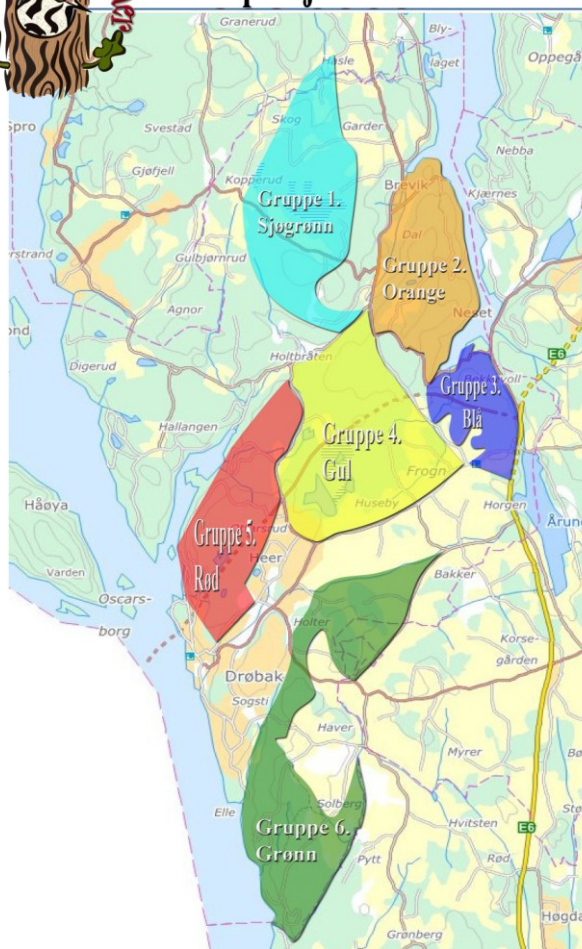 Granerud
Bly-
laget
Oppegå
Hasle
Spro
Svestad
Skog
Garder
Nebba
Gjøfjell
Kopperud
Brevik
Kjærnes
Gruppe 1.
Sjøgrønn
Dal
Gulbjørnrud
Gruppe 2.
Orange
Agnor
Neset
E6
Holtbråten
Digerud
Gruppe 3.
Blå
Hallangen
Gruppe 4.
Gul
Frogn
Håøya
Huseby
Horgen
Årun
Gruppe 5.
Rød
Heer
Varden
Bakker
Oscars-
borg
Holter
Korse-
gården
Drøbak
Sogsti
Haver
Myrer
Elle
Solberg
Hvitsten
E6
Gruppe 6.
Grønn
Pytt
Rød
Grønberg
Høgda